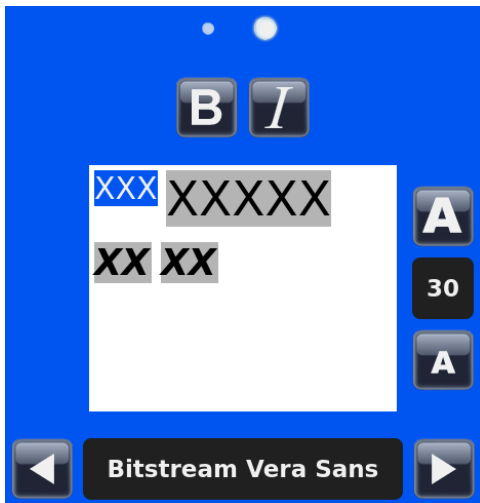 B I
XXX XXXXX
A
xx xx
30
A
Bitstream Vera Sans